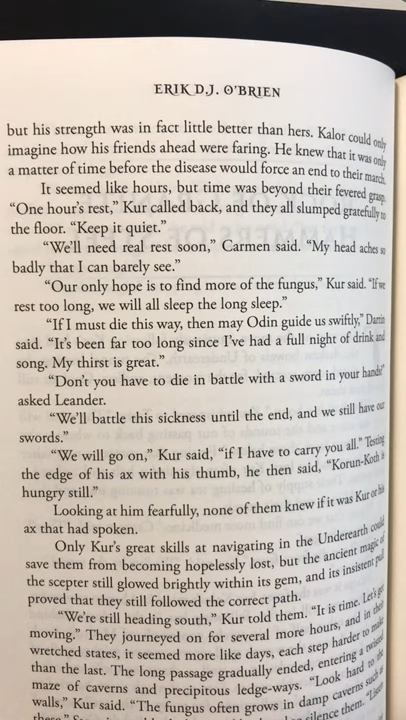 ERIK D.J. O'BRIEN
but his strength was in fact little better than hers. Kalor could only
imagine how his friends ahead were faring. He knew that it was only
a matter of time before the disease would force an end to their march.
It seemed like hours, but time was beyond their fevered grasp.
"One hour's rest," Kur called back, and they all slumped gratefully to
the floor. "Keep it quiet."
"We'll need real rest soon," Carmen said. "My head aches so
badly that I can barely see."
"Our only hope is to find more of the fungus," Kur said. "If we
rest too long, we will all sleep the long sleep."
"If I must die this way, then may Odin guide us swiftly," Darrin
said. "It's been far too long since I've had a full night of drink and
song. My thirst is great."
"Don't you have to die in battle with a sword in your hands?"
asked Leander.
"We'll battle this sickness until the end, and we still have our
swords."
"We will go on," Kur said, "if I have to carry you all." Testing
the edge of his ax with his thumb, he then said, "Korun-Koth is
hungry still."
Looking at him fearfully, none of them knew if it was Kur or his
ax that had spoken.
Only Kur's great skills at navigating in the Underearth could
save them from becoming hopelessly lost, but the ancient magic of
the scepter still glowed brightly within its gem, and its insistent pull
proved that they still followed the correct path.
"We're still heading south," Kur told them. "It is time. Let's get
moving." They journeyed on for several more hours, and in their
wretched states, it seemed more like days, each step harder to make
than the last. The long passage gradually ended, entering a twisted
maze of caverns and precipitous ledge-ways. "Look hard to the
walls," Kur said. "The fungus often grows in damp caverns such as
these." silence them. "Listen